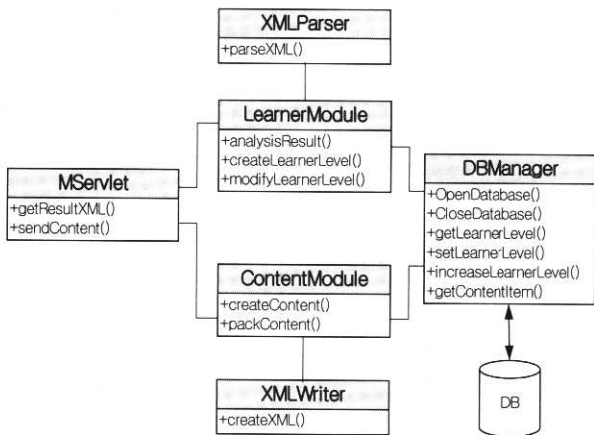 XMLParser
+parseXML()
LearnerModule
+analysisResult()
+createLearnerLevel()
+modifyLearnerLevel()
MServlet
+getResultXML()
+sendContent()
DBManager
+OpenDatabase()
+CloseDatabase()
+getLearnerLevel()
+setLearnerLevel()
+increaseLearnerLevel()
+getContentItem()
ContentModule
+createContent()
+packContent()
XMLWriter
+createXML()
DB